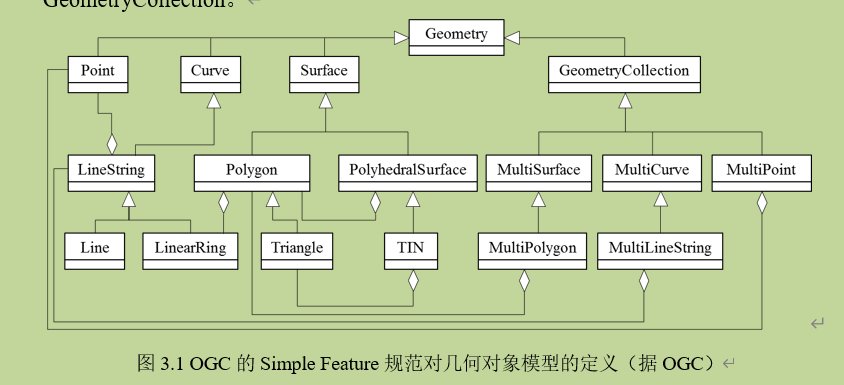 GeometryCollection。
Geometry
Point Curve Surface GeometryCollection
LineString Polygon PolyhedralSurface MultiSurface MultiCurve MultiPoint
Line LinearRing Triangle TIN MultiPolygon MultiLineString
图 3.1 OGC 的 Simple Feature 规范对几何对象模型的定义（据 OGC）